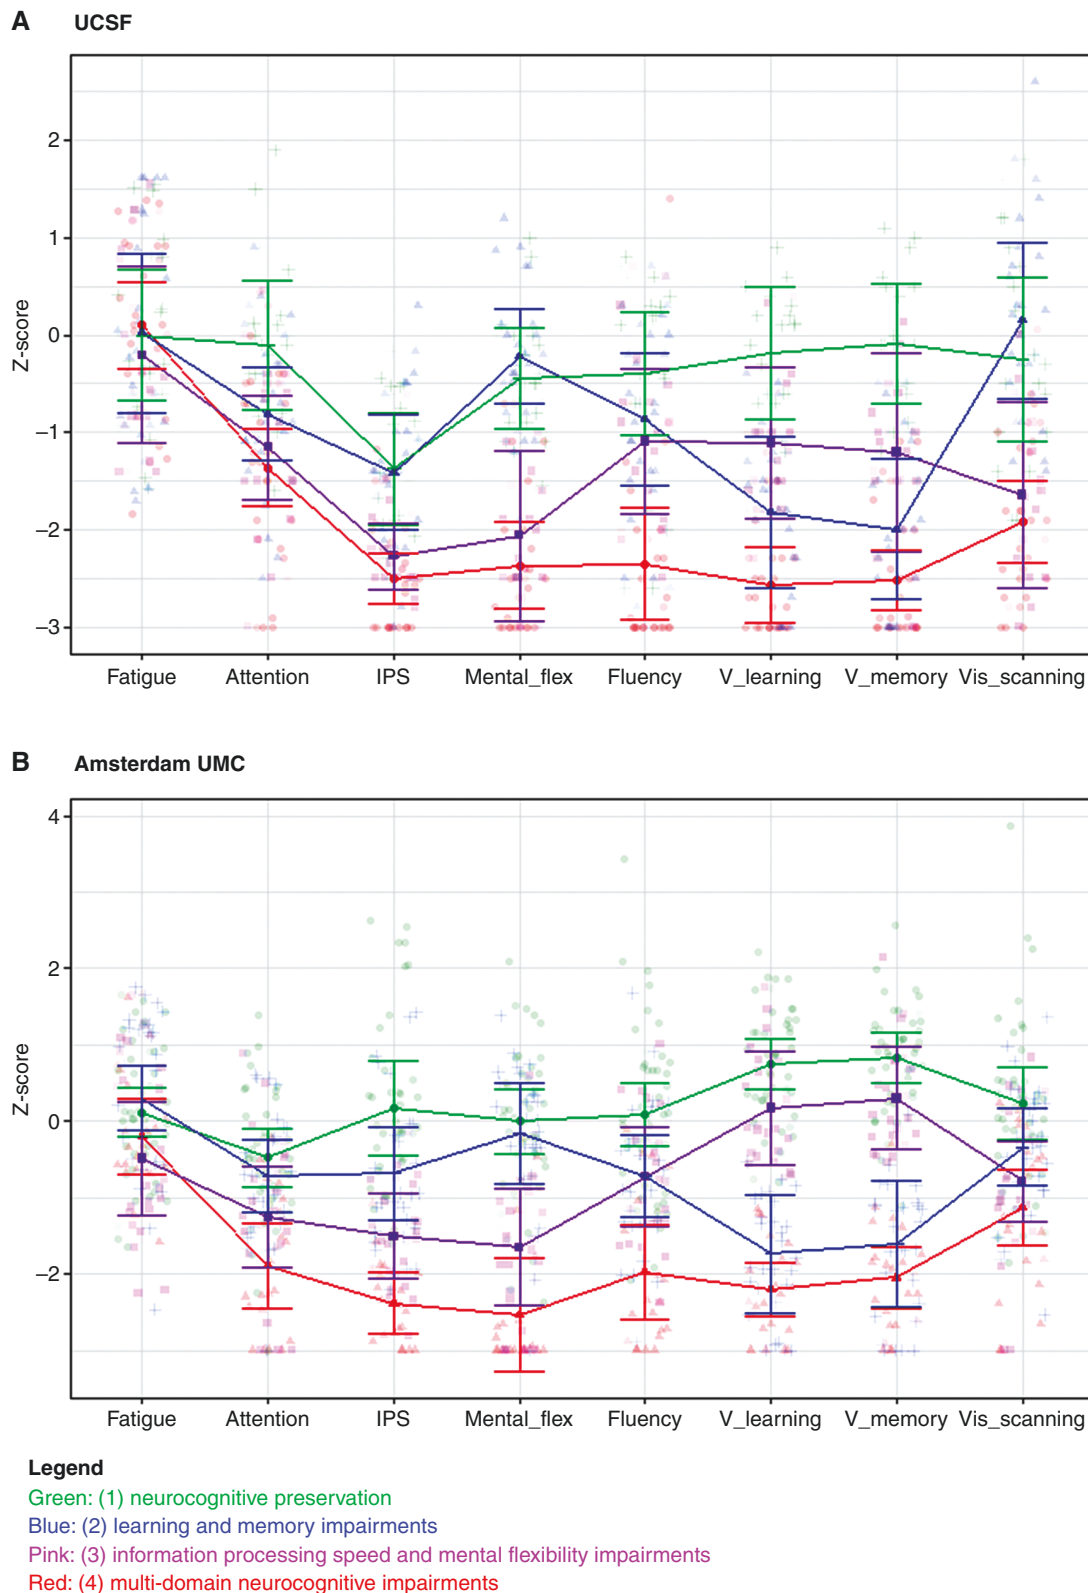 A UCSF
2
1
0
–1
–2
–3
Z-score
Fatigue Attention IPS Mental_flex Fluency V_learning V_memory Vis_scanning
B Amsterdam UMC
4
2
0
–2
Z-score
Fatigue Attention IPS Mental_flex Fluency V_learning V_memory Vis_scanning
Legend
Green: (1) neurocognitive preservation
Blue: (2) learning and memory impairments
Pink: (3) information processing speed and mental flexibility impairments
Red: (4) multi-domain neurocognitive impairments